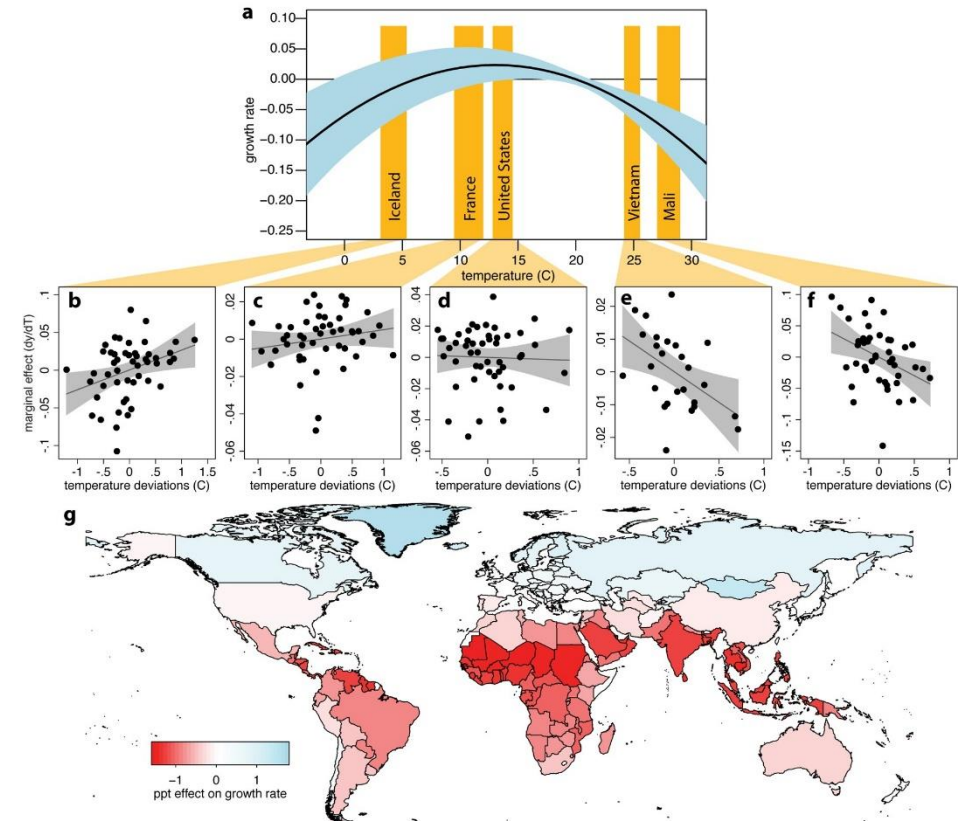 a
0.10
0.05
0.00
−0.05
−0.10
−0.15
−0.20
−0.25
growth rate
Iceland
France
United States
Vietnam
Mali
0 5 10 15 20 25 30
temperature (C)
b
.1
.05
0
-.05
-.1
marginal effect (dy/dT)
-1 -.5 0 .5 1 1.5
temperature deviations (C)
c
.02
0
-.02
-.04
-.06
-1 -.5 0 .5 1
temperature deviations (C)
d
.04
.02
0
-.02
-.04
-.06
-.5 0 .5 1
temperature deviations (C)
e
.02
.01
0
-.01
-.02
-.5 0 .5 1
temperature deviations (C)
f
.1
.05
0
-.05
-.1
-.15
-1 -.5 0 .5 1
temperature deviations (C)
g
−1 0 1
ppt effect on growth rate